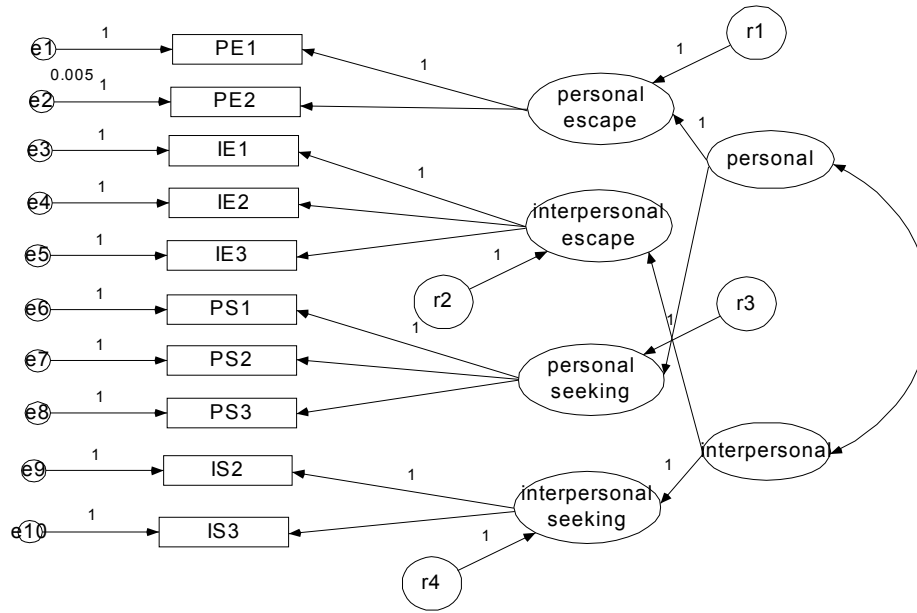 e1
1
PE1
0.005
e2
1
PE2
e3
1
IE1
e4
1
IE2
e5
1
IE3
e6
1
PS1
e7
1
PS2
e8
1
PS3
e9
1
IS2
e10
1
IS3
1
1
1
1
personal
escape
interpersonal
escape
personal
seeking
interpersonal
seeking
1
r1
1
r2
r3
1
r4
1
1
1
personal
interpersonal